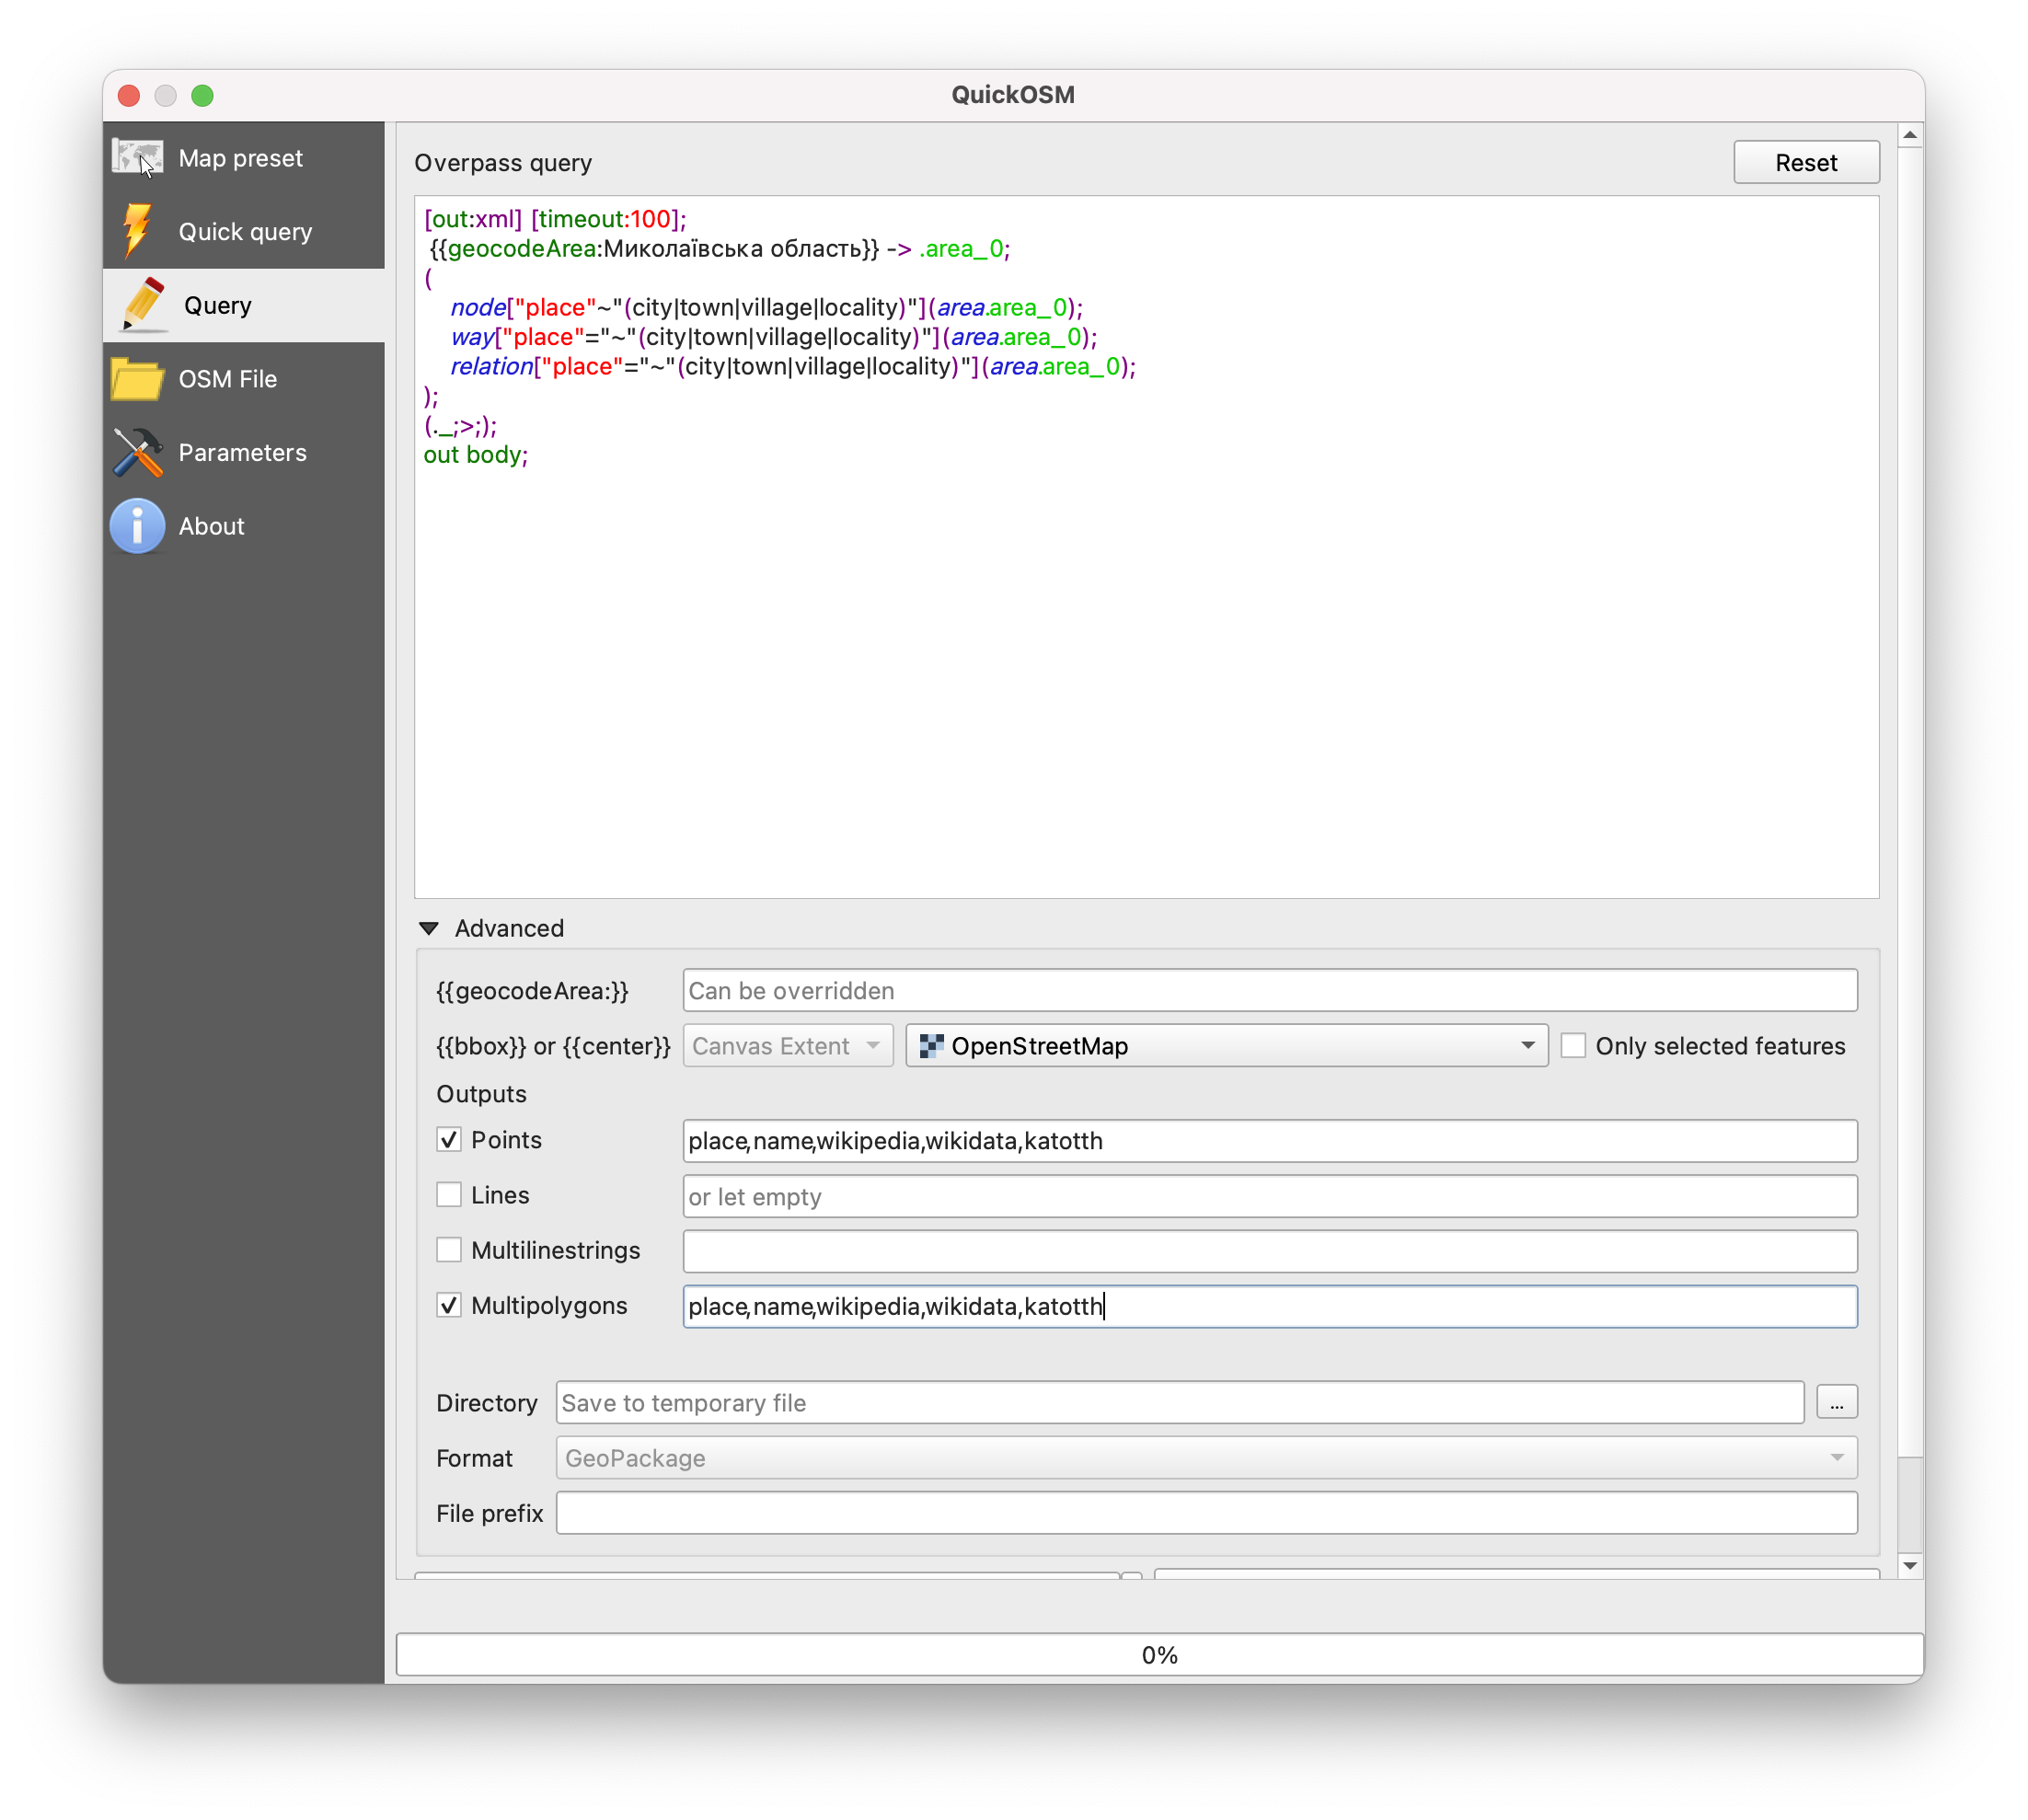 QuickOSM
Map preset
Quick query
Query
OSM File
Parameters
About
Overpass query
Reset
[out:xml] [timeout:100];
{{geocodeArea:Миколаївська область}} -> .area_0;
(
node["place"~"(city|town|village|locality)"](area.area_0);
way["place"="~"(city|town|village|locality)"](area.area_0);
relation["place"="~"(city|town|village|locality)"](area.area_0);
);
(._;>;);
out body;
Advanced
{{geocodeArea:}} Can be overridden
{{bbox}} or {{center}} Canvas Extent OpenStreetMap Only selected features
Outputs
Points place,name,wikipedia,wikidata,katotth
Lines or let empty
Multilinestrings
Multipolygons place,name,wikipedia,wikidata,katotth
Directory Save to temporary file ...
Format GeoPackage
File prefix
0%